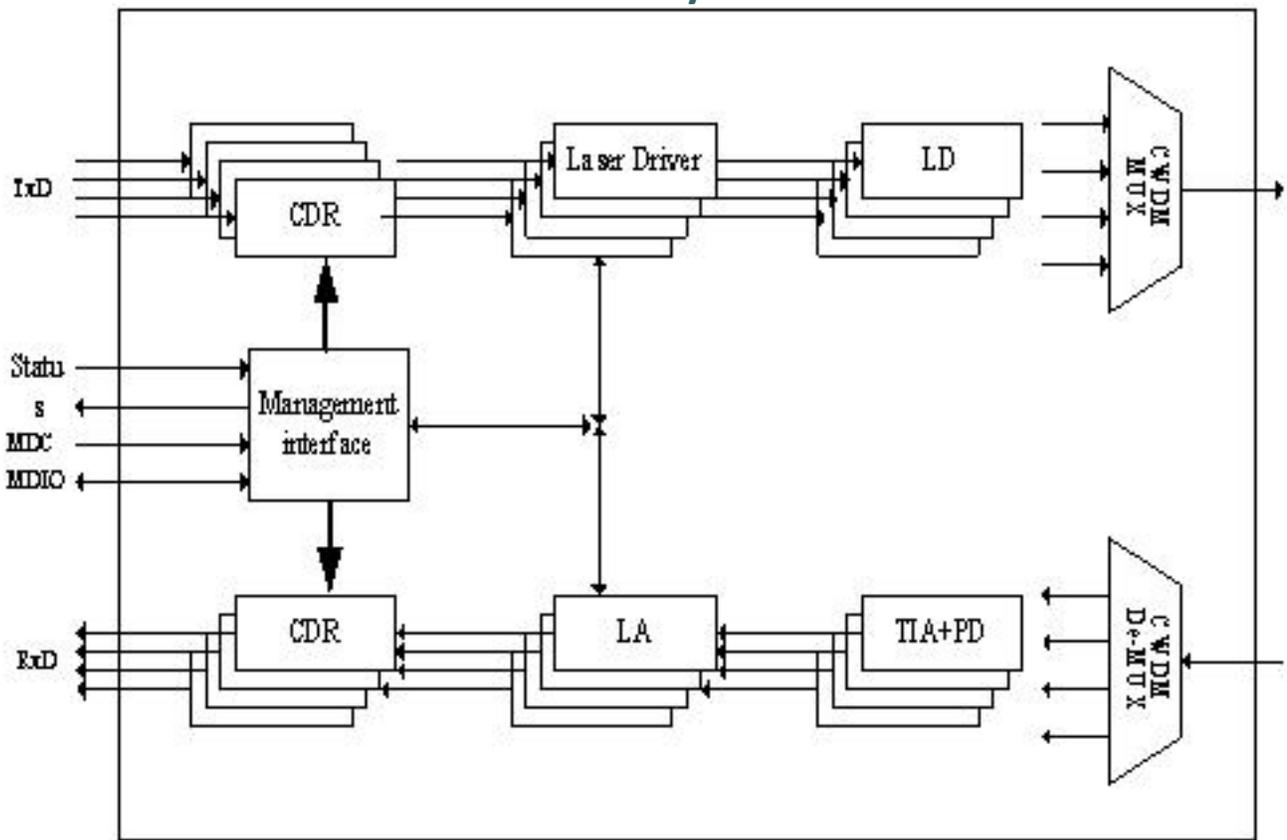 TxD
CDR
Laser Driver
LD
CWDM
MUX
Statu
s
MDC
MDIO
Management
interface
RxD
CDR
LA
TIA+PD
CWDM
De-MUX